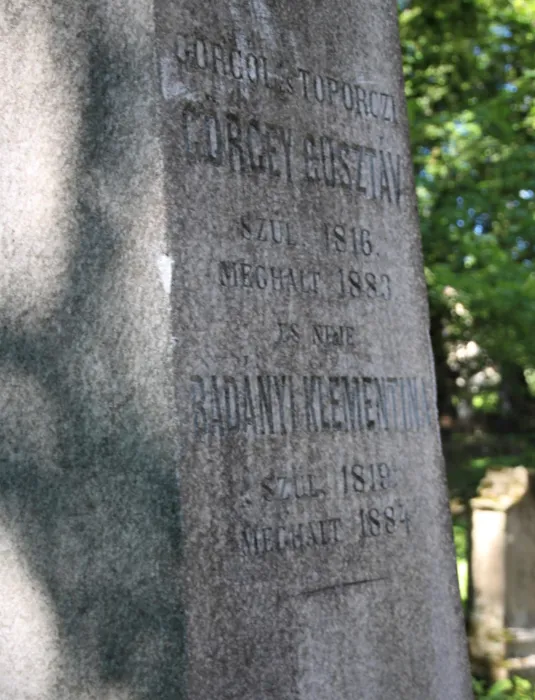 GÖRGŐI ÉS TOPORCZI
GÖRGEY GUSZTÁV
SZÜL. 1816.
MEGHALT 1883
ÉS NEJE
BADÁNYI KLEMENTINA
SZÜL. 1819.
MEGHALT 1884